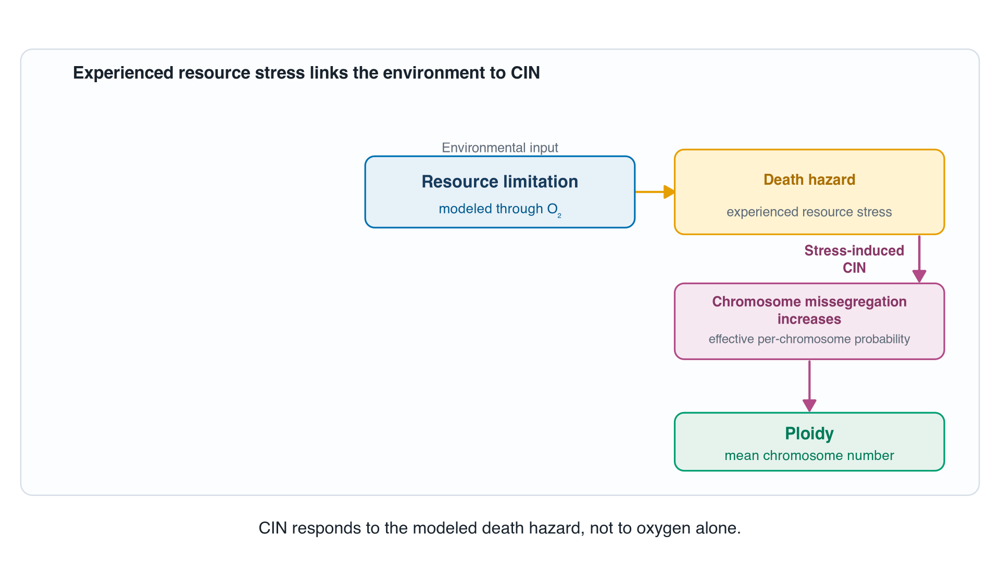 Experienced resource stress links the environment to CIN
Environmental input
Resource limitation
modeled through O₂
Death hazard
experienced resource stress
Stress-induced
CIN
Chromosome missegregation
increases
effective per-chromosome probability
Ploidy
mean chromosome number
CIN responds to the modeled death hazard, not to oxygen alone.